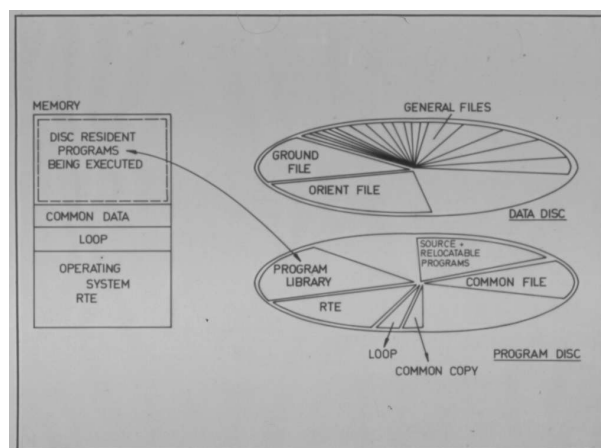 MEMORY
DISC RESIDENT
PROGRAMS
BEING EXECUTED
COMMON DATA
LOOP
OPERATING
SYSTEM
RTE
GENERAL FILES
GROUND
FILE
ORIENT FILE
DATA DISC
SOURCE +
RELOCATABLE
PROGRAMS
PROGRAM
LIBRARY
COMMON FILE
RTE
LOOP
COMMON COPY
PROGRAM DISC